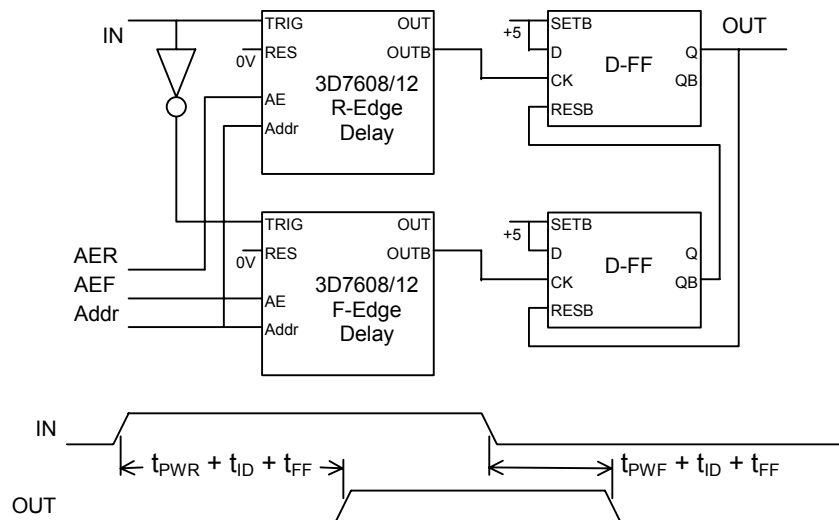 IN
TRIG
OUT
RES
OUTB
0V
3D7608/12
R-Edge
Delay
AE
Addr
SETB
+5
D
Q
D-FF
CK
QB
RESB
OUT
TRIG
OUT
RES
OUTB
0V
3D7608/12
F-Edge
Delay
AE
Addr
SETB
+5
D
Q
D-FF
CK
QB
RESB
AER
AEF
Addr
IN
tPWR + tID + tFF
tPWF + tID + tFF
OUT